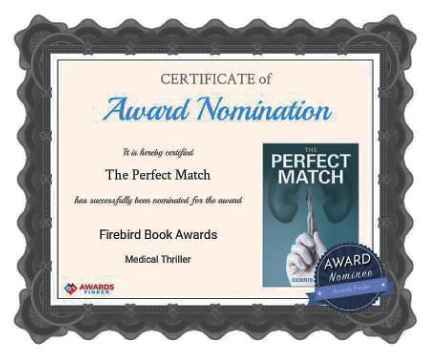 CERTIFICATE of
Award Nomination
It is hereby certified
The Perfect Match
has successfully been nominated for the award
Firebird Book Awards
Medical Thriller
AWARDS
FINDER
THE
PERFECT
MATCH
DENNIS
AWARD
Nominee
Awards Finder